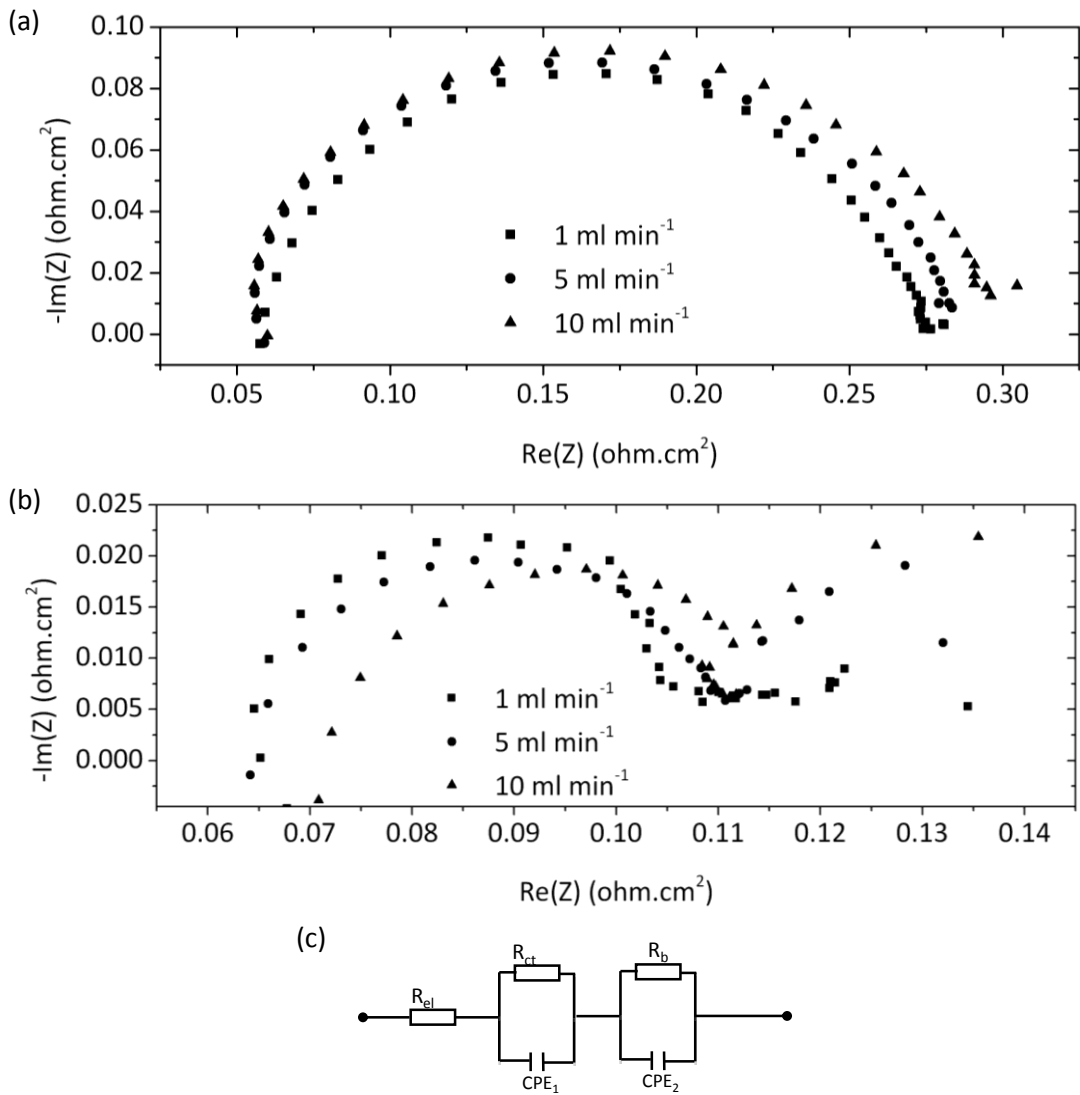 (a)
0.10
0.08
0.06
0.04
0.02
0.00
-Im(Z) (ohm.cm²)
1 ml min⁻¹
5 ml min⁻¹
10 ml min⁻¹
0.05 0.10 0.15 0.20 0.25 0.30
Re(Z) (ohm.cm²)
(b)
0.025
0.020
0.015
0.010
0.005
0.000
-Im(Z) (ohm.cm²)
1 ml min⁻¹
5 ml min⁻¹
10 ml min⁻¹
0.06 0.07 0.08 0.09 0.10 0.11 0.12 0.13 0.14
Re(Z) (ohm.cm²)
(c)
R_ct R_b
R_el
CPE₁ CPE₂